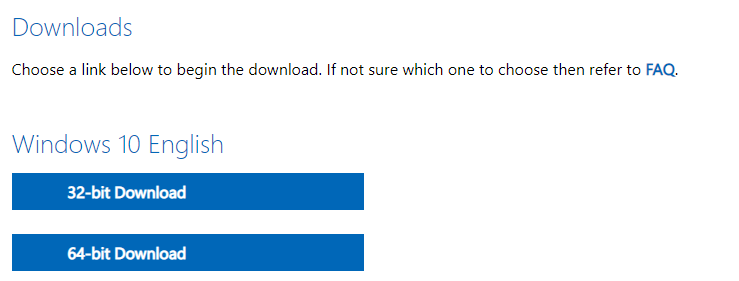 Downloads
Choose a link below to begin the download. If not sure which one to choose then refer to FAQ.
Windows 10 English
32-bit Download
64-bit Download